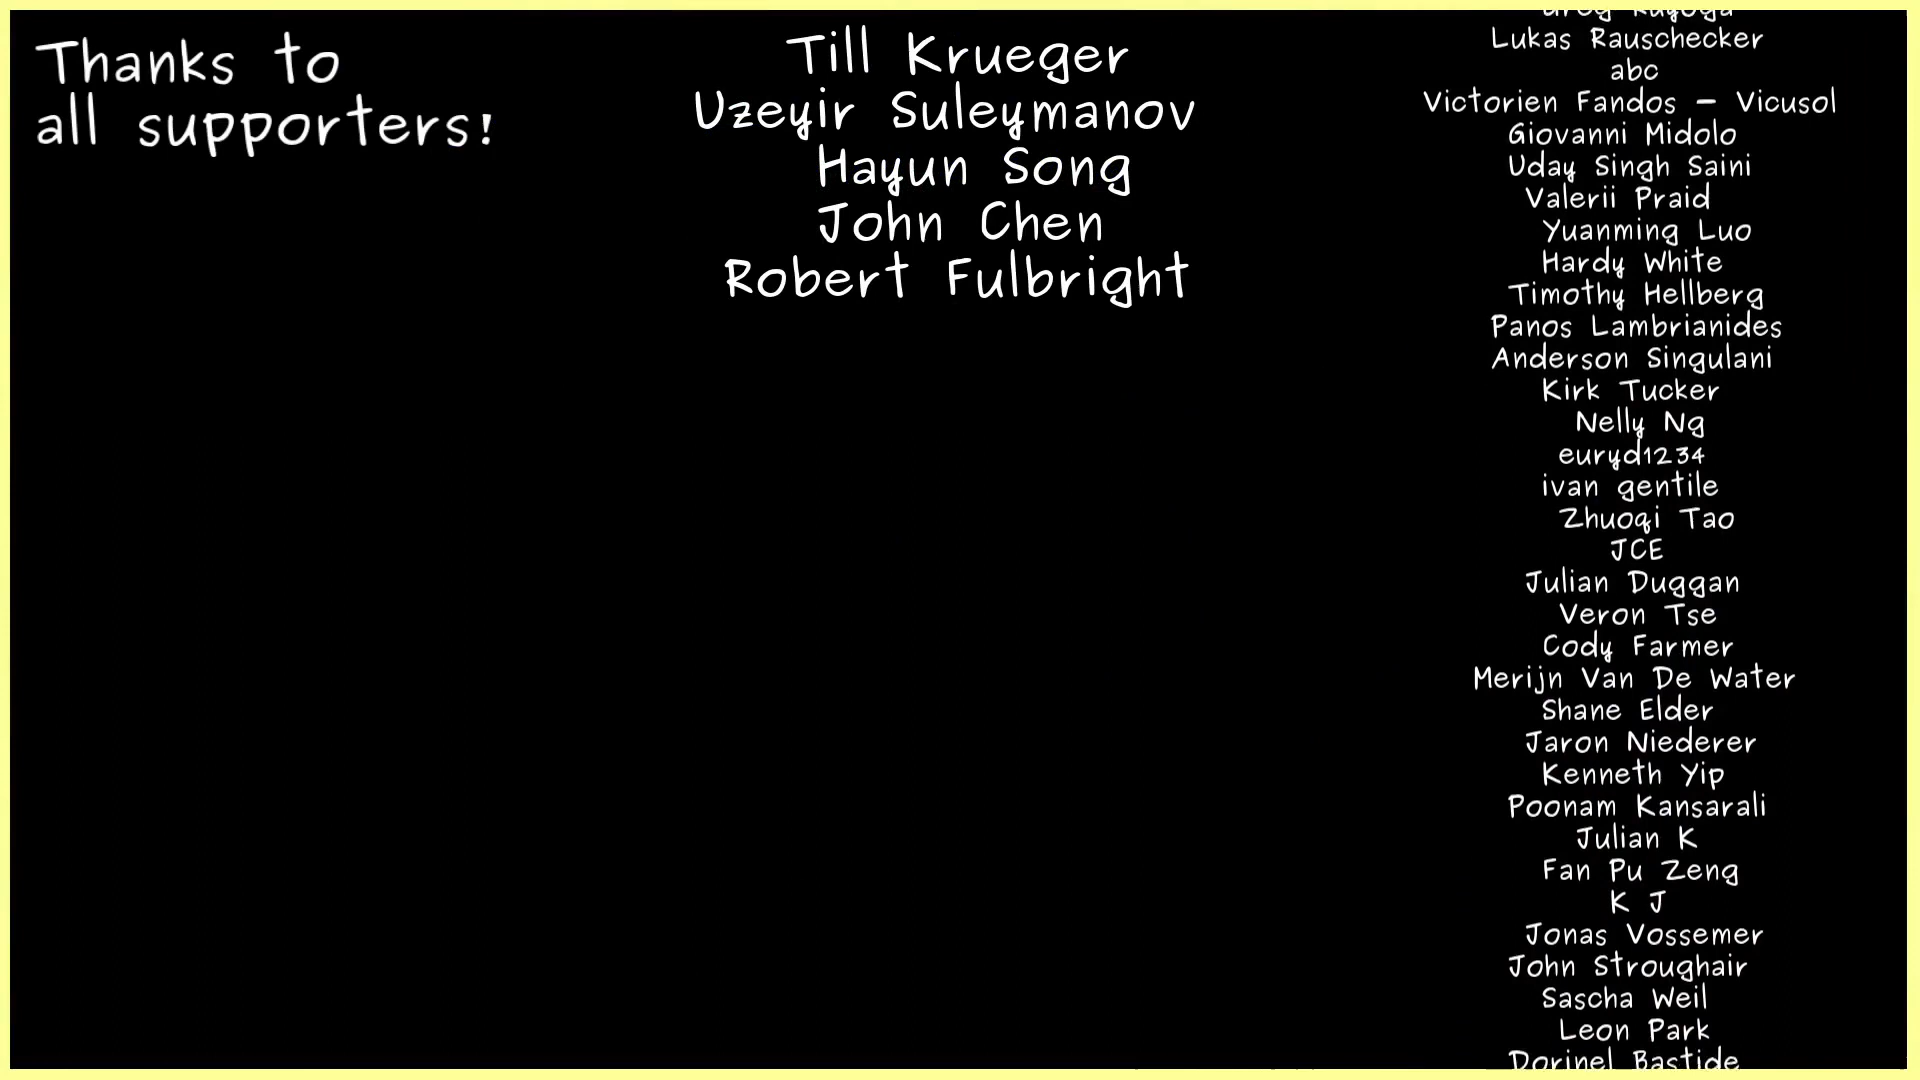 Thanks to
all supporters!
Till Krueger
Uzeyir Suleymanov
Hayun Song
John Chen
Robert Fulbright
Lukas Rauschecker
abc
Victorien Fandos - Vicusol
Giovanni Midolo
Uday Singh Saini
Valerii Praid
Yuanming Luo
Hardy White
Timothy Hellberg
Panos Lambrianides
Anderson Singulani
Kirk Tucker
Nelly Ng
euryd1234
ivan gentile
Zhuoqi Tao
JCE
Julian Duggan
Veron Tse
Cody Farmer
Merijn Van De Water
Shane Elder
Jaron Niederer
Kenneth Yip
Poonam Kansarali
Julian K
Fan Pu Zeng
K J
Jonas Vossemer
John Stroughair
Sascha Weil
Leon Park
Dorinel Bastide